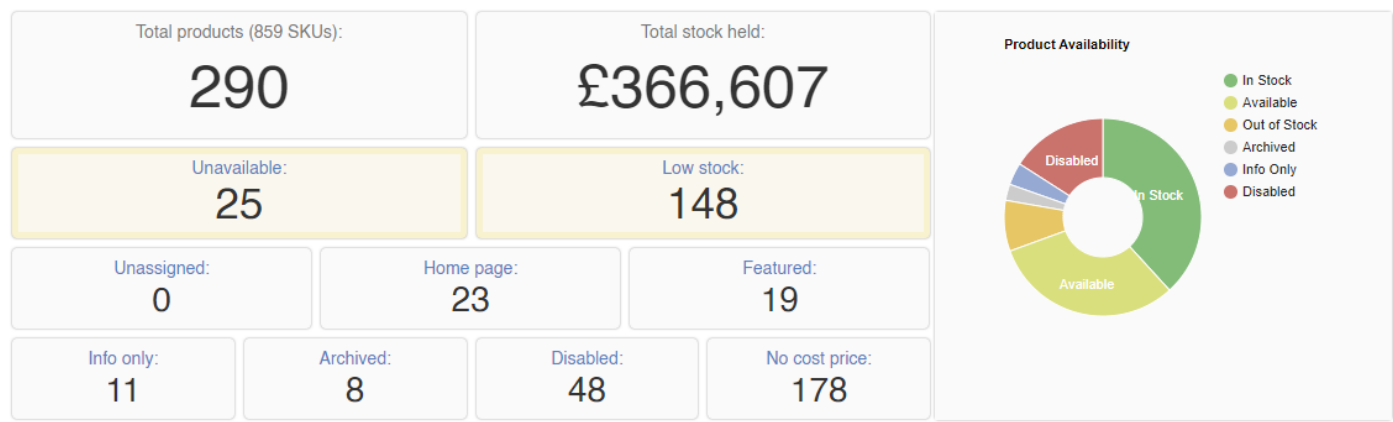 Total products (859 SKUs):
290
Total stock held:
£366,607
Unavailable:
25
Low stock:
148
Unassigned:
0
Home page:
23
Featured:
19
Info only:
11
Archived:
8
Disabled:
48
No cost price:
178
Product Availability
In Stock
Available
Out of Stock
Archived
Info Only
Disabled
Disabled
In Stock
Available